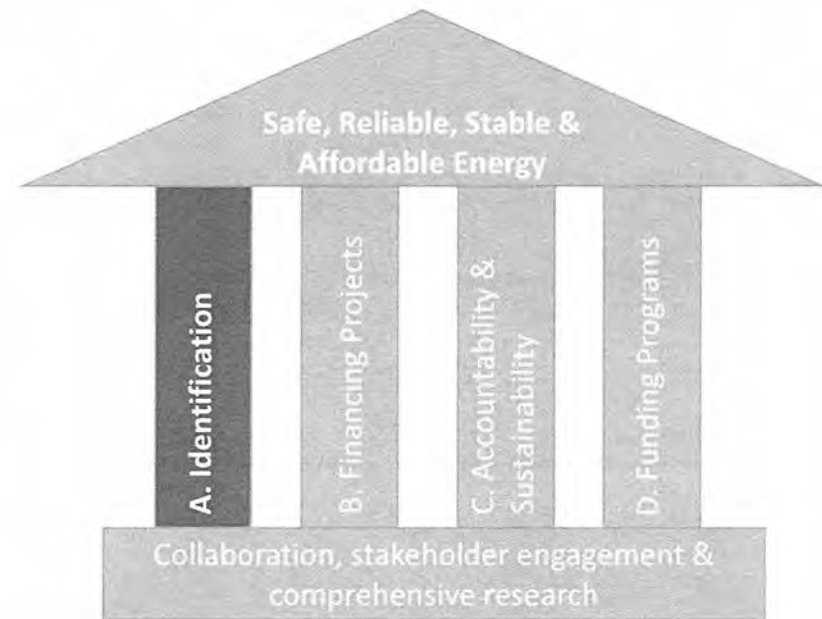 Safe, Reliable, Stable &
Affordable Energy
A. Identification
B. Financing Projects
C. Accountability &
Sustainability
D. Funding Programs
Collaboration, stakeholder engagement &
comprehensive research